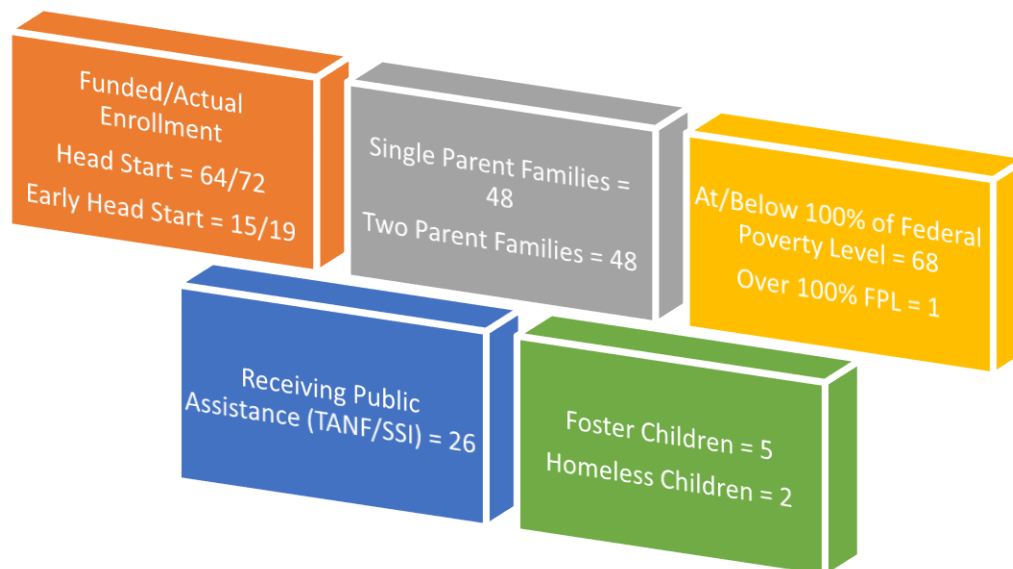 Funded/Actual
Enrollment
Head Start = 64/72
Early Head Start = 15/19
Single Parent Families =
48
Two Parent Families = 48
At/Below 100% of Federal
Poverty Level = 68
Over 100% FPL = 1
Receiving Public
Assistance (TANF/SSI) = 26
Foster Children = 5
Homeless Children = 2